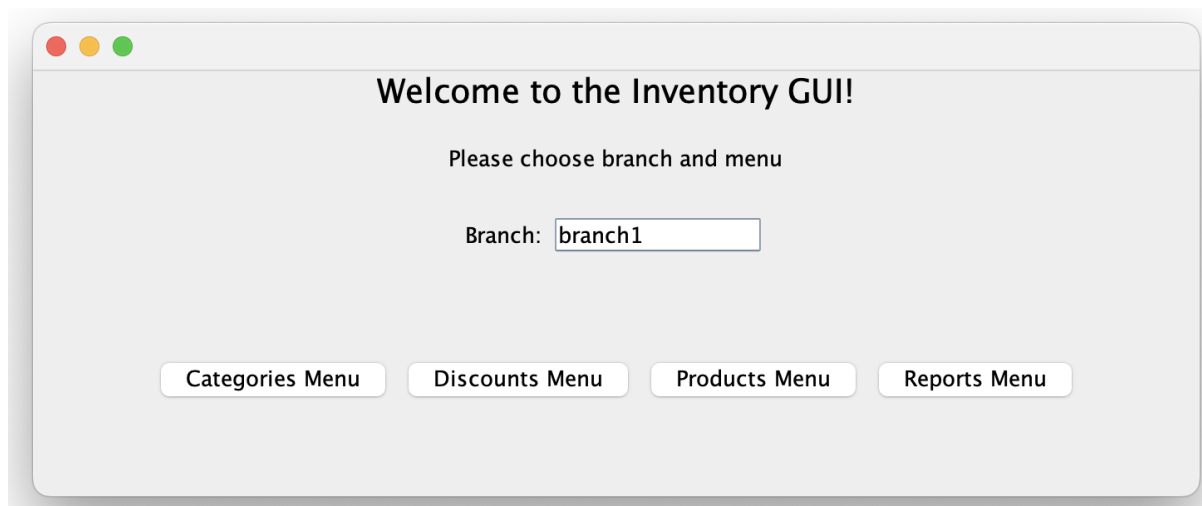 Welcome to the Inventory GUI!
Please choose branch and menu
Branch: branch1
Categories Menu Discounts Menu Products Menu Reports Menu